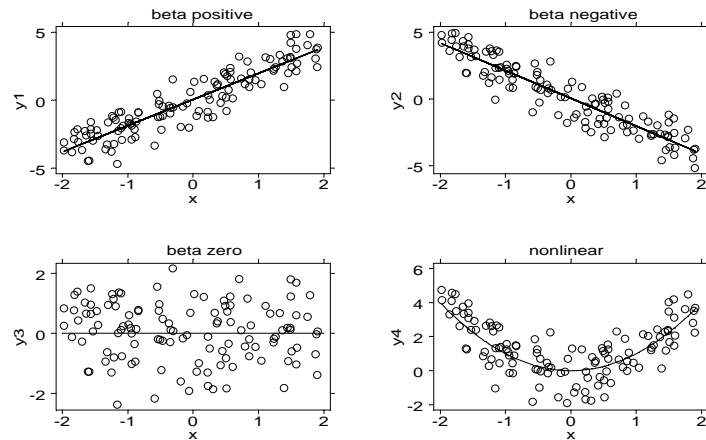 beta positive
5
0
-5
y1
-2 -1 0 1 2
x
beta negative
5
0
-5
y2
-2 -1 0 1 2
x
beta zero
2
0
-2
y3
-2 -1 0 1 2
x
nonlinear
6
4
2
0
-2
y4
-2 -1 0 1 2
x